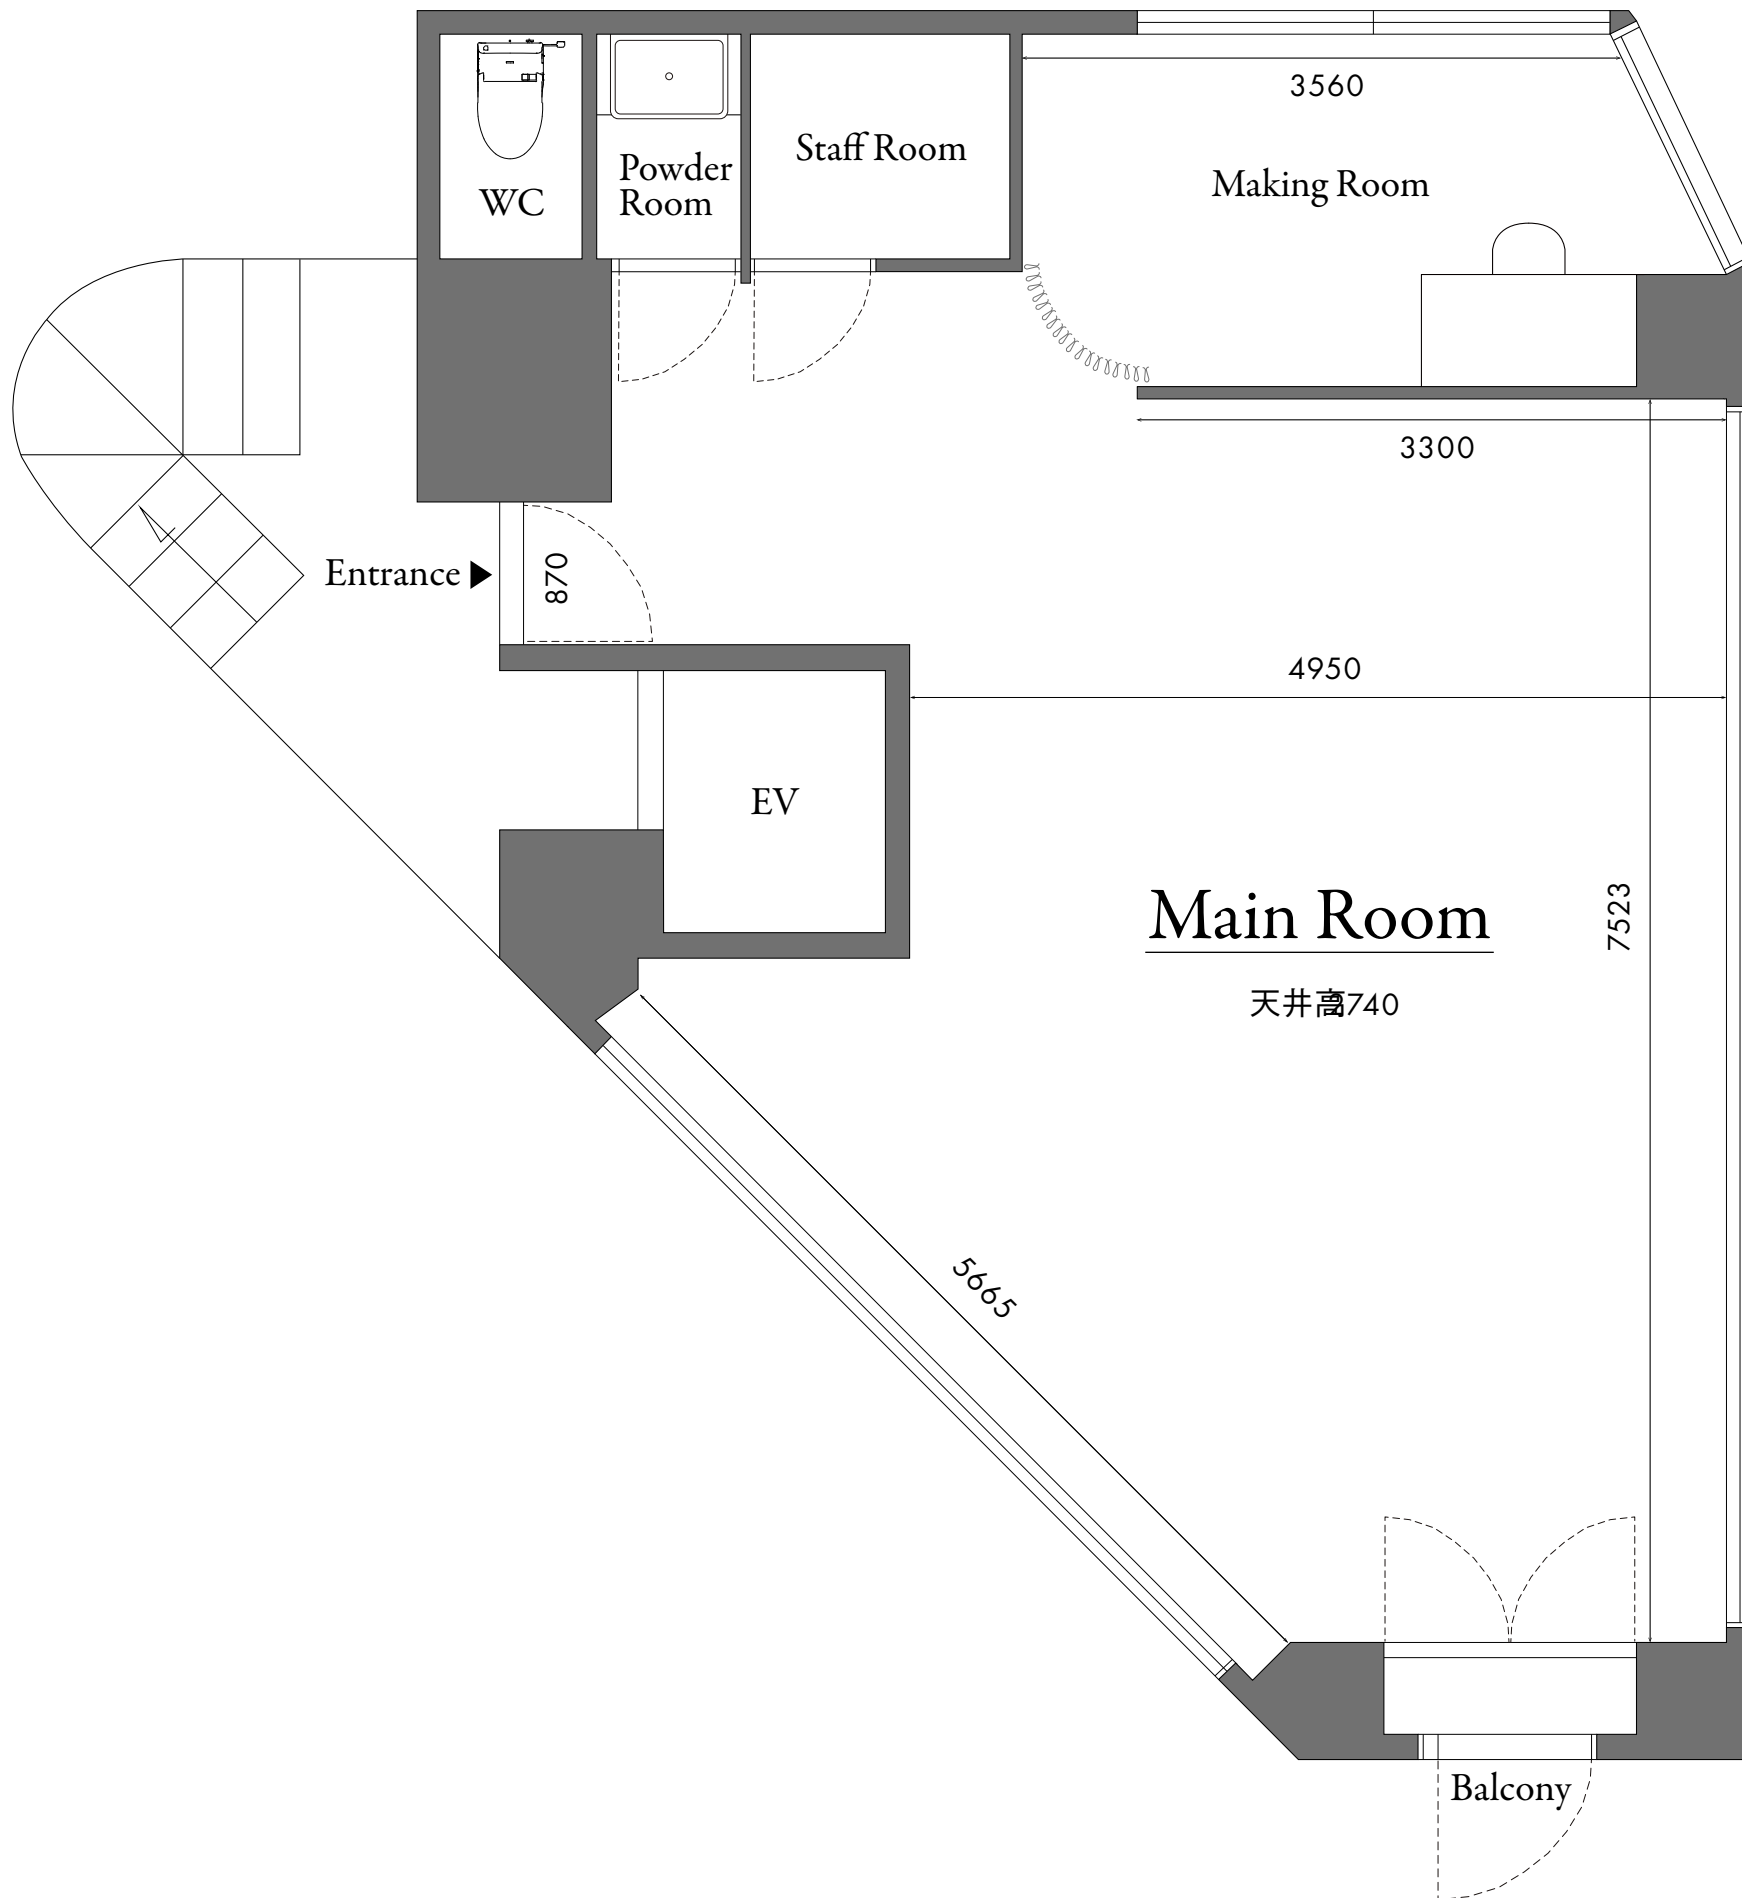 3560
Staff Room
Powder
Room
Making Room
WC
3300
Entrance
870
4950
EV
Main Room
7523
天井高2740
5665
Balcony